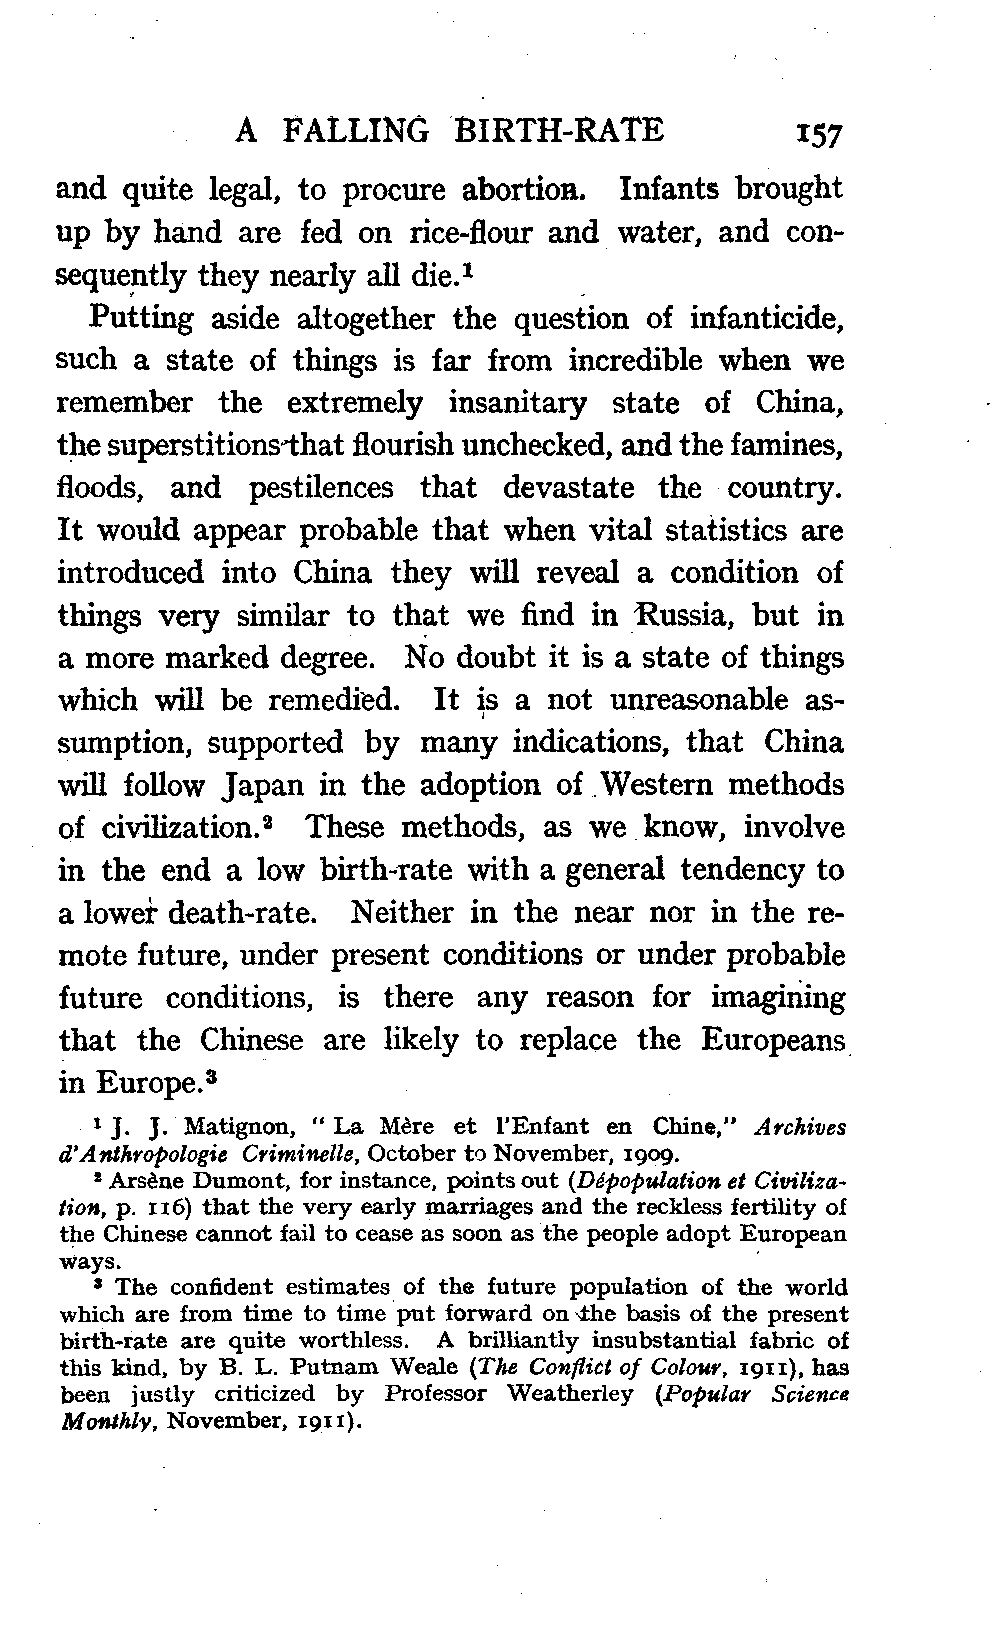 A FALLING BIRTH-RATE 157
and quite legal, to procure abortion. Infants brought
up by hand are fed on rice-flour and water, and con-
sequently they nearly all die.¹
Putting aside altogether the question of infanticide,
such a state of things is far from incredible when we
remember the extremely insanitary state of China,
the superstitions that flourish unchecked, and the famines,
floods, and pestilences that devastate the country.
It would appear probable that when vital statistics are
introduced into China they will reveal a condition of
things very similar to that we find in Russia, but in
a more marked degree. No doubt it is a state of things
which will be remedied. It is a not unreasonable as-
sumption, supported by many indications, that China
will follow Japan in the adoption of Western methods
of civilization.² These methods, as we know, involve
in the end a low birth-rate with a general tendency to
a lower death-rate. Neither in the near nor in the re-
mote future, under present conditions or under probable
future conditions, is there any reason for imagining
that the Chinese are likely to replace the Europeans
in Europe.³
¹ J. J. Matignon, "La Mère et l'Enfant en Chine," Archives
d'Anthropologie Criminelle, October to November, 1909.
² Arsène Dumont, for instance, points out (Dépopulation et Civiliza-
tion, p. 116) that the very early marriages and the reckless fertility of
the Chinese cannot fail to cease as soon as the people adopt European
ways.
³ The confident estimates of the future population of the world
which are from time to time put forward on the basis of the present
birth-rate are quite worthless. A brilliantly insubstantial fabric of
this kind, by B. L. Putnam Weale (The Conflict of Colour, 1911), has
been justly criticized by Professor Weatherley (Popular Science
Monthly, November, 1911).